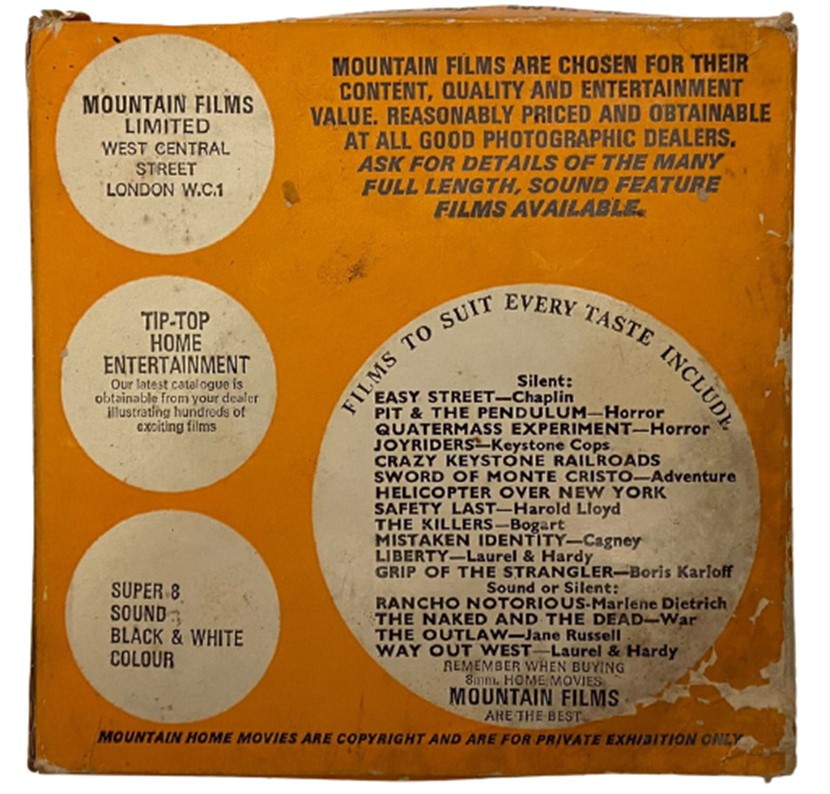 MOUNTAIN FILMS
LIMITED
WEST CENTRAL
STREET
LONDON W.C.1
MOUNTAIN FILMS ARE CHOSEN FOR THEIR
CONTENT, QUALITY AND ENTERTAINMENT
VALUE. REASONABLY PRICED AND OBTAINABLE
AT ALL GOOD PHOTOGRAPHIC DEALERS.
ASK FOR DETAILS OF THE MANY
FULL LENGTH, SOUND FEATURE
FILMS AVAILABLE.
TIP-TOP
HOME
ENTERTAINMENT
Our latest catalogue is
obtainable from your dealer
illustrating hundreds of
exciting films
SUPER 8
SOUND
BLACK & WHITE
COLOUR
FILMS TO SUIT EVERY TASTE INCLUDE
Silent:
EASY STREET—Chaplin
PIT & THE PENDULUM—Horror
QUATERMASS EXPERIMENT—Horror
JOYRIDERS—Keystone Cops
CRAZY KEYSTONE RAILROADS
SWORD OF MONTE CRISTO—Adventure
HELICOPTER OVER NEW YORK
SAFETY LAST—Harold Lloyd
THE KILLERS—Bogart
MISTAKEN IDENTITY—Cagney
LIBERTY—Laurel & Hardy
GRIP OF THE STRANGLER—Boris Karloff
Sound or Silent:
RANCHO NOTORIOUS-Marlene Dietrich
THE NAKED AND THE DEAD—War
THE OUTLAW—Jane Russell
WAY OUT WEST—Laurel & Hardy
REMEMBER WHEN BUYING
8mm. HOME MOVIES
MOUNTAIN FILMS
ARE THE BEST
MOUNTAIN HOME MOVIES ARE COPYRIGHT AND ARE FOR PRIVATE EXHIBITION ONLY